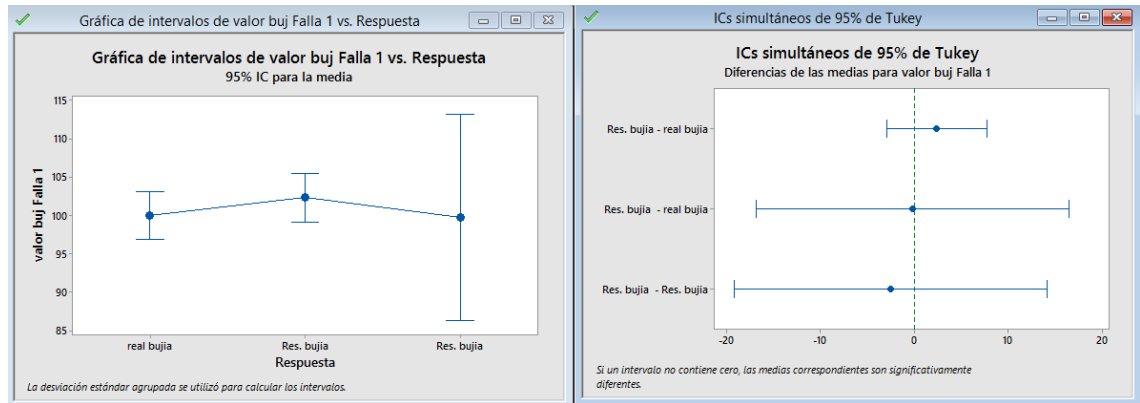 Gráfica de intervalos de valor buj Falla 1 vs. Respuesta
Gráfica de intervalos de valor buj Falla 1 vs. Respuesta
95% IC para la media
valor buj Falla 1
115
110
105
100
95
90
85
real bujia
Res. bujia
Res. bujia
Respuesta
La desviación estándar agrupada se utilizó para calcular los intervalos.
ICs simultáneos de 95% de Tukey
ICs simultáneos de 95% de Tukey
Diferencias de las medias para valor buj Falla 1
Res. bujia - real bujia
Res. bujia - real bujia
Res. bujia - Res. bujia
-20
-10
0
10
20
Si un intervalo no contiene cero, las medias correspondientes son significativamente
diferentes.